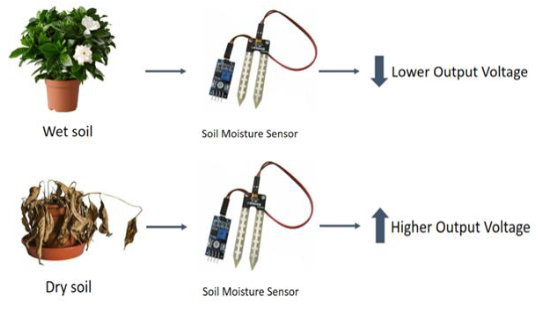 Lower Output Voltage
Wet soil
Soil Moisture Sensor
Higher Output Voltage
Dry soil
Soil Moisture Sensor